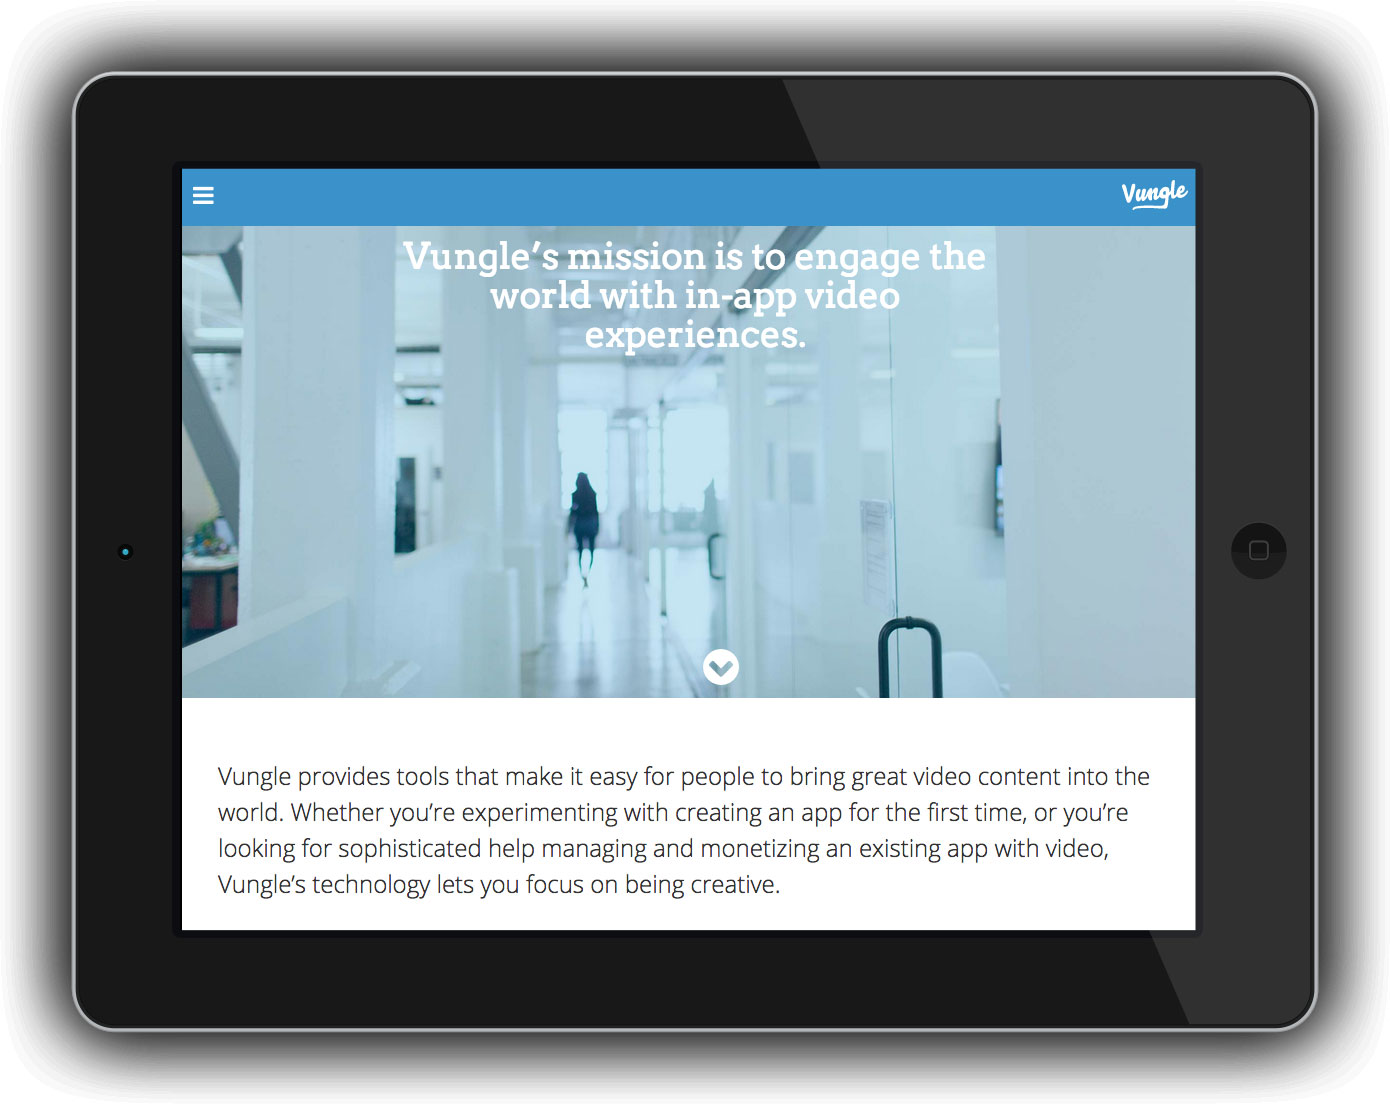 Vungle
Vungle’s mission is to engage the
world with in-app video
experiences.
Vungle provides tools that make it easy for people to bring great video content into the
world. Whether you’re experimenting with creating an app for the first time, or you’re
looking for sophisticated help managing and monetizing an existing app with video,
Vungle’s technology lets you focus on being creative.